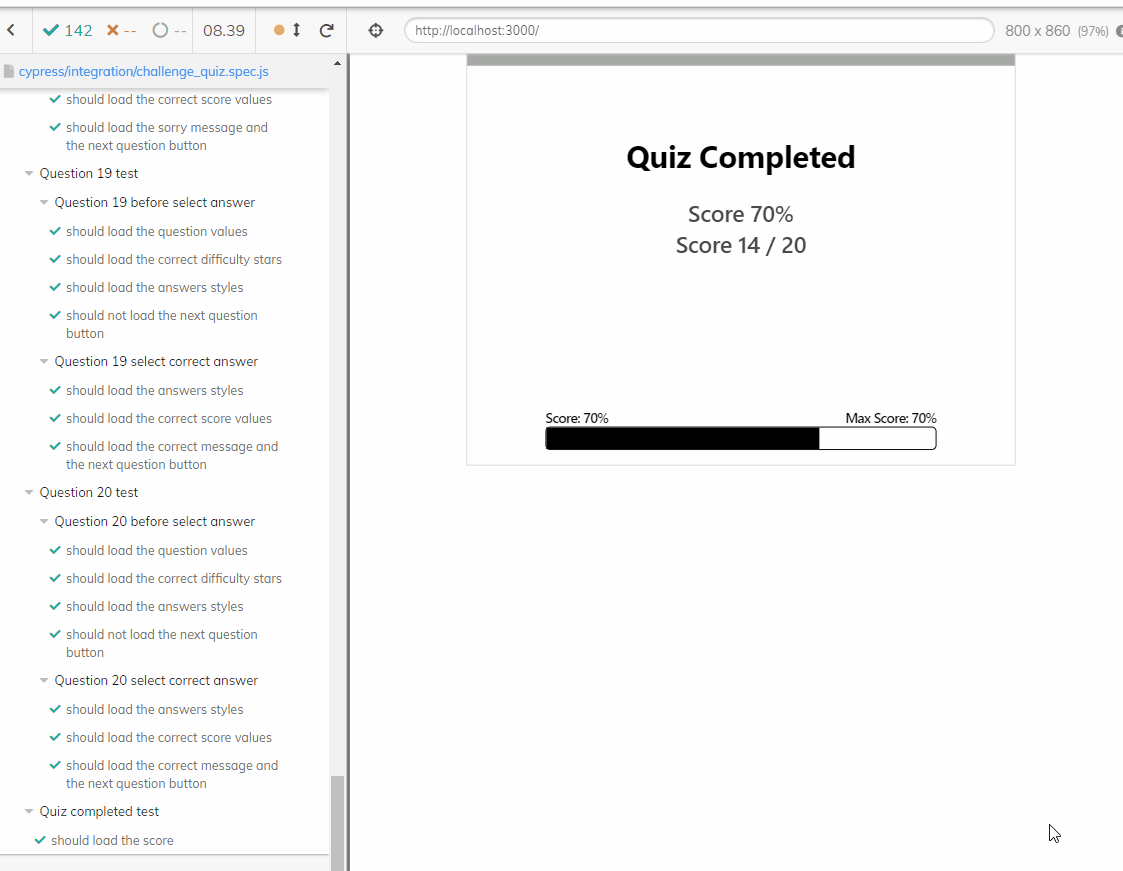 142 -- -- 08.39
http://localhost:3000/
800 x 860 (97%)
cypress/integration/challenge_quiz.spec.js
should load the correct score values
should load the sorry message and
the next question button
Question 19 test
Question 19 before select answer
should load the question values
should load the correct difficulty stars
should load the answers styles
should not load the next question
button
Question 19 select correct answer
should load the answers styles
should load the correct score values
should load the correct message and
the next question button
Question 20 test
Question 20 before select answer
should load the question values
should load the correct difficulty stars
should load the answers styles
should not load the next question
button
Question 20 select correct answer
should load the answers styles
should load the correct score values
should load the correct message and
the next question button
Quiz completed test
should load the score
Quiz Completed
Score 70%
Score 14 / 20
Score: 70%
Max Score: 70%